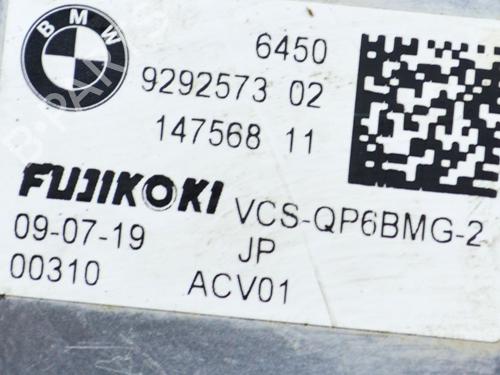 BMW
6450
9292573 02
147568 11
FUJIKOKI VCS-QP6BMG-2
09-07-19 JP
00310 ACV01